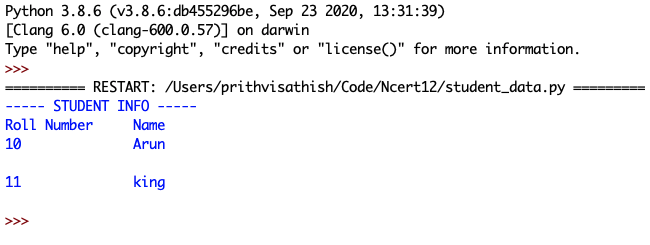 Python 3.8.6 (v3.8.6:db455296be, Sep 23 2020, 13:31:39)
[Clang 6.0 (clang-600.0.57)] on darwin
Type "help", "copyright", "credits" or "license()" for more information.
>>>
========== RESTART: /Users/prithvisathish/Code/Ncert12/student_data.py =========
----- STUDENT INFO -----
Roll Number     Name
10              Arun
11              king
>>>